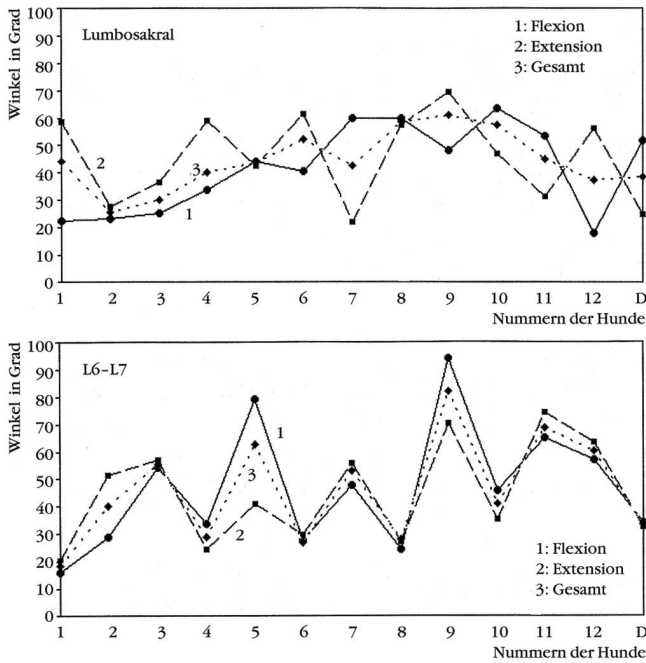 Winkel in Grad
100
90
80
70
60
50
40
30
20
10
0
Lumbosakral
1: Flexion
2: Extension
3: Gesamt
2
3
1
1 2 3 4 5 6 7 8 9 10 11 12 D
Nummern der Hunde
Winkel in Grad
100
90
80
70
60
50
40
30
20
10
0
L6–L7
1
3
2
1: Flexion
2: Extension
3: Gesamt
1 2 3 4 5 6 7 8 9 10 11 12 D
Nummern der Hunde